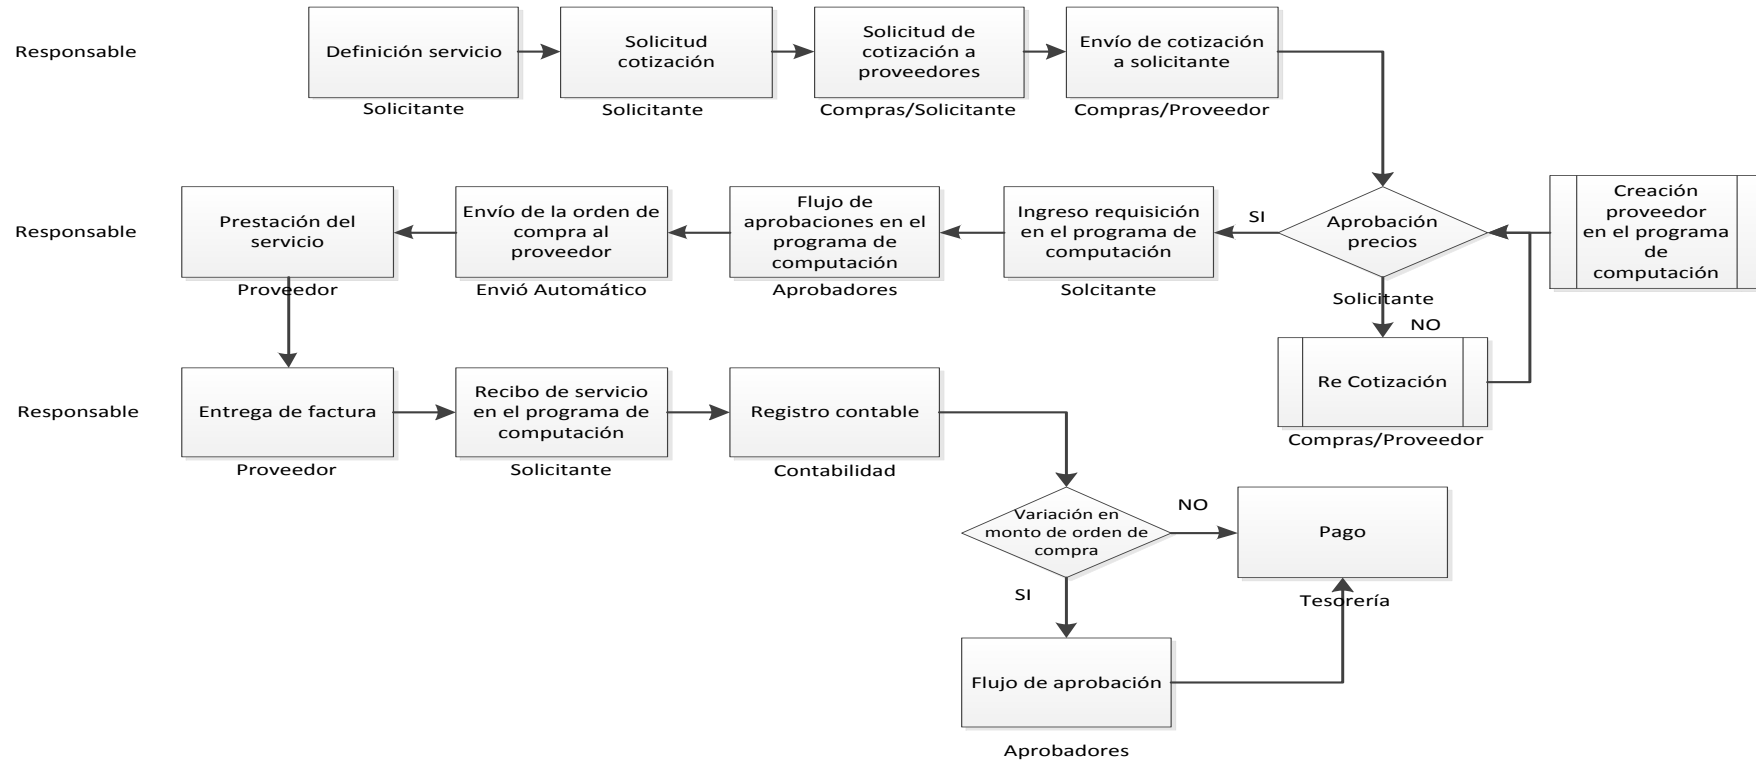 Responsable
Definición servicio
Solicitante
Solicitud
cotización
Solicitante
Solicitud de
cotización a
proveedores
Compras/Solicitante
Envío de cotización
a solicitante
Compras/Proveedor
Responsable
Prestación del
servicio
Proveedor
Envío de la orden de
compra al
proveedor
Envió Automático
Flujo de
aprobaciones en el
programa de
computación
Aprobadores
Ingreso requisición
en el programa de
computación
Solcitante
SI
Aprobación
precios
Solicitante
NO
Creación
proveedor
en el programa
de
computación
Re Cotización
Compras/Proveedor
Responsable
Entrega de factura
Proveedor
Recibo de servicio
en el programa de
computación
Solicitante
Registro contable
Contabilidad
Variación en
monto de orden de
compra
NO
SI
Pago
Tesorería
Flujo de aprobación
Aprobadores